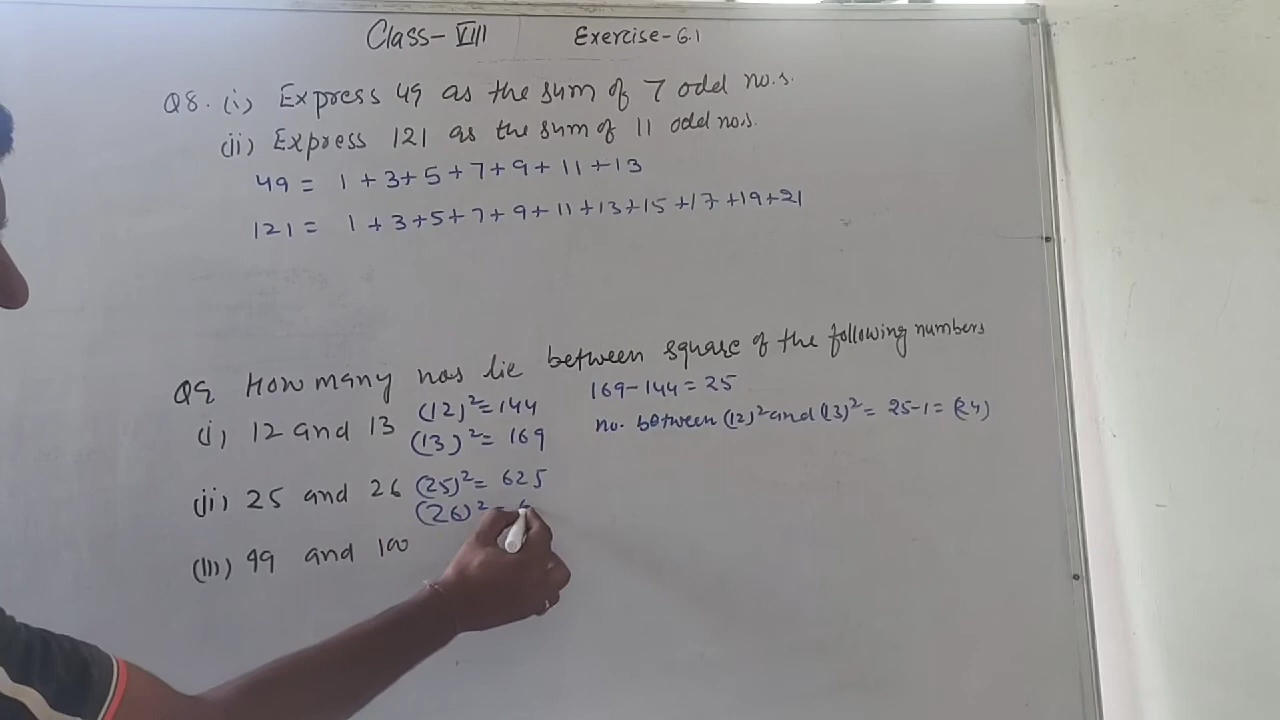 Class-VIII Exercise-6.1
Q8. (i) Express 49 as the sum of 7 odd no.s.
(ii) Express 121 as the sum of 11 odd no.s.
49 = 1 + 3 + 5 + 7 + 9 + 11 + 13
121 = 1 + 3 + 5 + 7 + 9 + 11 + 13 + 15 + 17 + 19 + 21
Q9 How many nos lie between square of the following numbers
(i) 12 and 13 (12)²=144 169-144=25
(13)²= 169 no. between (12)² and (13)² = 25-1 = (24)
(ii) 25 and 26 (25)²= 625
(26)² =
(III) 99 and 100